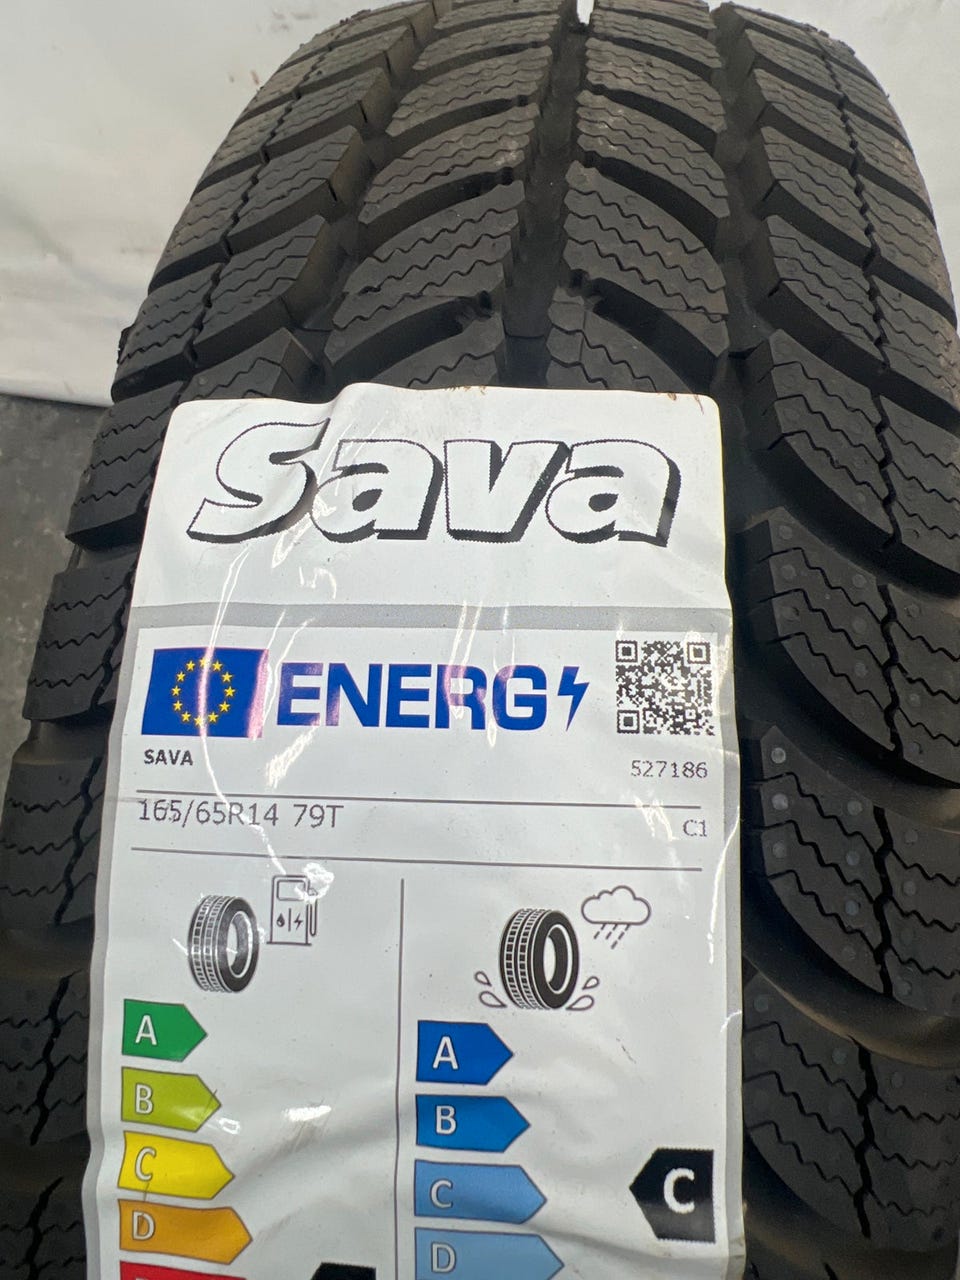 Sava
ENERG
SAVA
527186
165/65R14 79T
C1
A
A
B
B
C
C
C
D
D